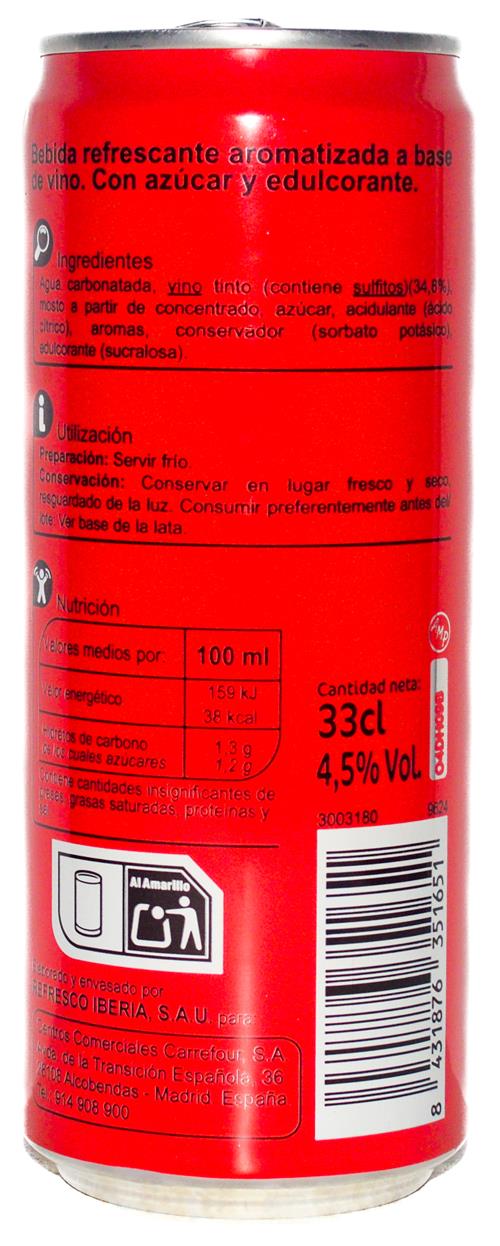 Bebida refrescante aromatizada a base
de vino. Con azúcar y edulcorante.
Ingredientes
Agua carbonatada, vino tinto (contiene sulfitos)(34,6%),
mosto a partir de concentrado, azúcar, acidulante (ácido
cítrico), aromas, conservador (sorbato potásico),
edulcorante (sucralosa).
Utilización
Preparación: Servir frío.
Conservación: Conservar en lugar fresco y seco,
resguardado de la luz. Consumir preferentemente antes del/
lote: Ver base de la lata.
Nutrición
Valores medios por: 100 ml
Valor energético 159 kJ
38 kcal
Hidratos de carbono 1,3 g
de los cuales azúcares 1,2 g
Contiene cantidades insignificantes de
grasas, grasas saturadas, proteínas y
sal.
MP
04DH098
Cantidad neta:
33cl
4,5% Vol.
3003180 9624
8 431876 351651
Al Amarillo
Elaborado y envasado por
REFRESCO IBERIA, S.A.U. para:
Centros Comerciales Carrefour, S.A.
Avda. de la Transición Española, 36
28108 Alcobendas - Madrid. España.
Tel.: 914 908 900